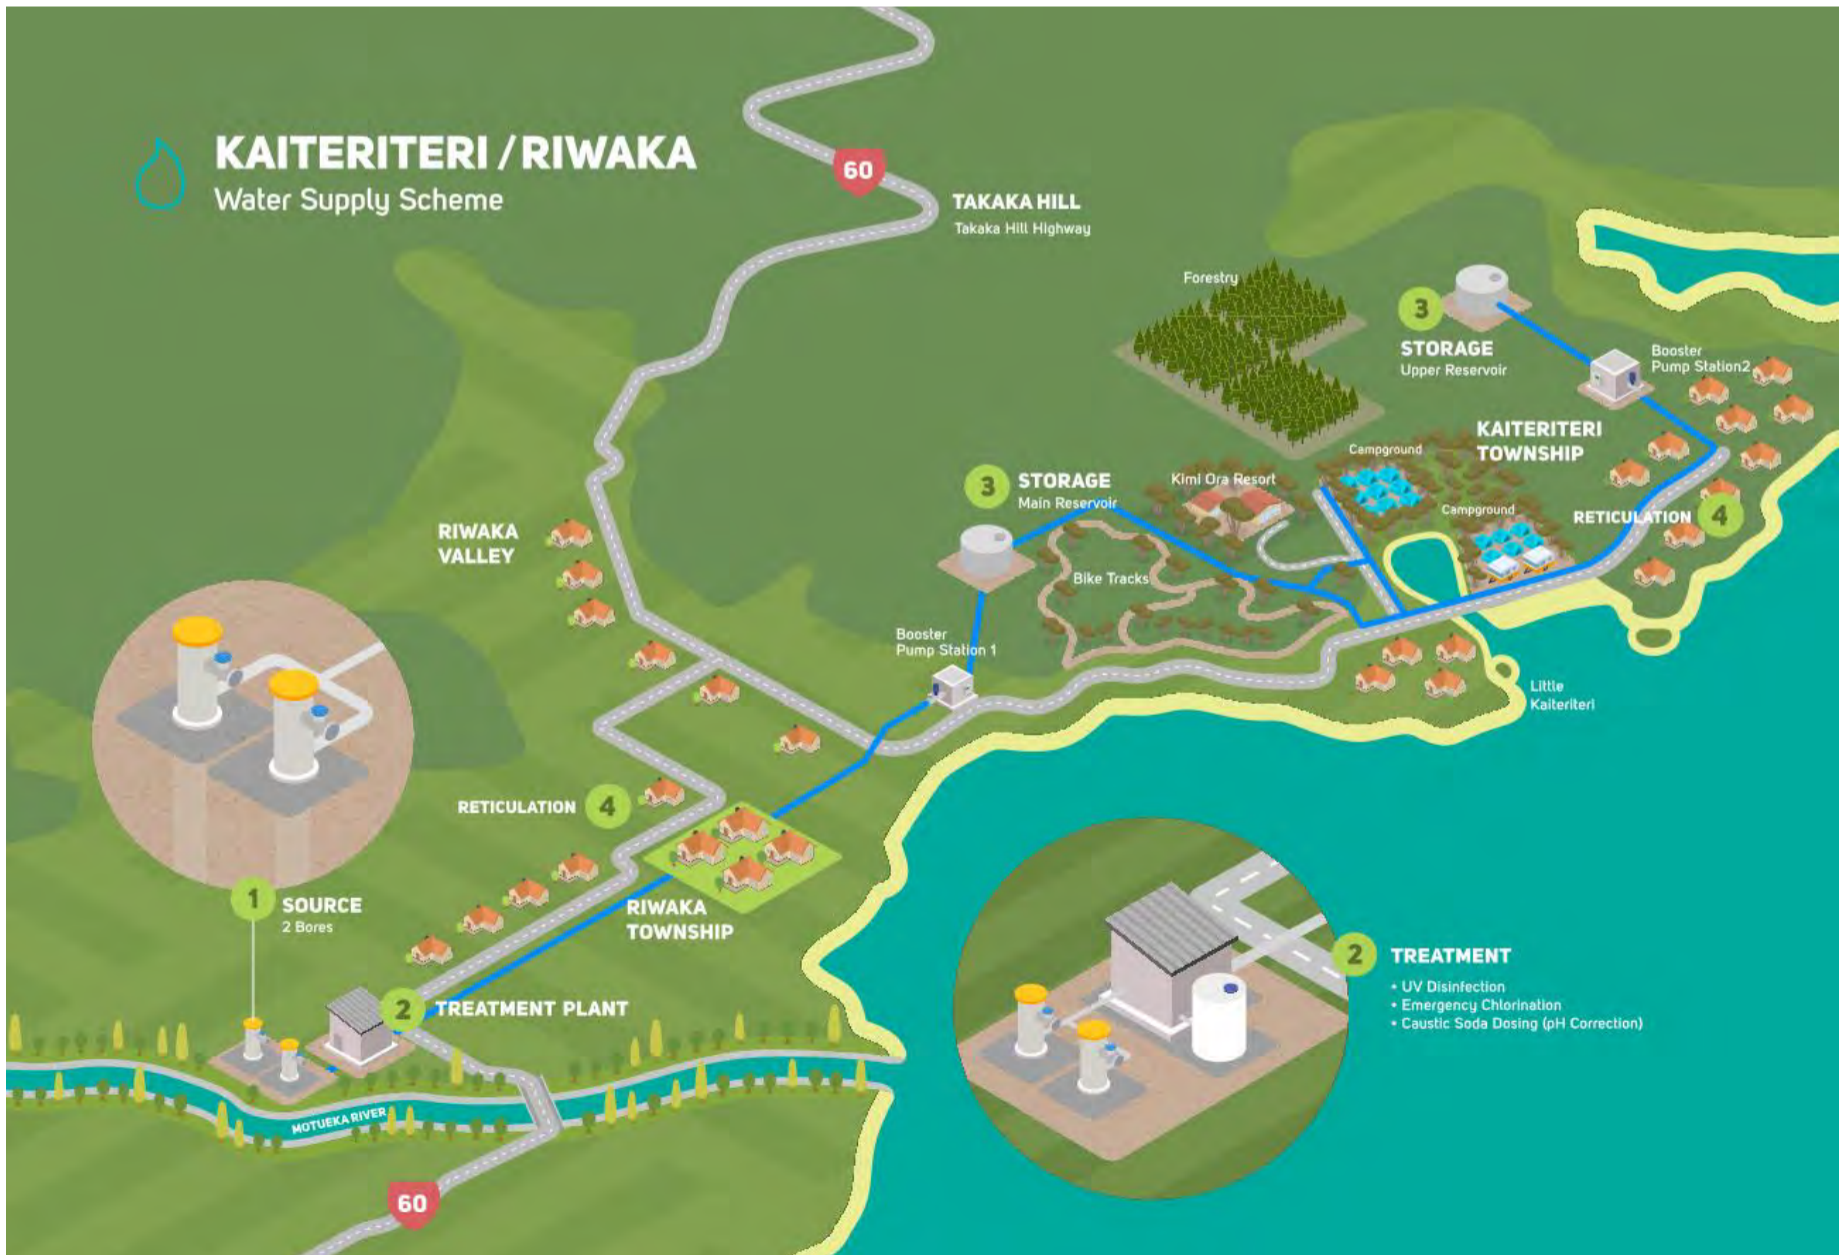 KAITERITERI / RIWAKA
Water Supply Scheme
60
TAKAKA HILL
Takaka Hill Highway
Forestry
3
STORAGE
Upper Reservoir
Booster
Pump Station2
KAITERITERI
TOWNSHIP
Campground
Kimi Ora Resort
3
STORAGE
Main Reservoir
Campground
RETICULATION 4
RIWAKA
VALLEY
Bike Tracks
Booster
Pump Station 1
Little
Kaiteriteri
RETICULATION 4
1
SOURCE
2 Bores
RIWAKA
TOWNSHIP
2 TREATMENT PLANT
2 TREATMENT
• UV Disinfection
• Emergency Chlorination
• Caustic Soda Dosing (pH Correction)
MOTUEKA RIVER
60